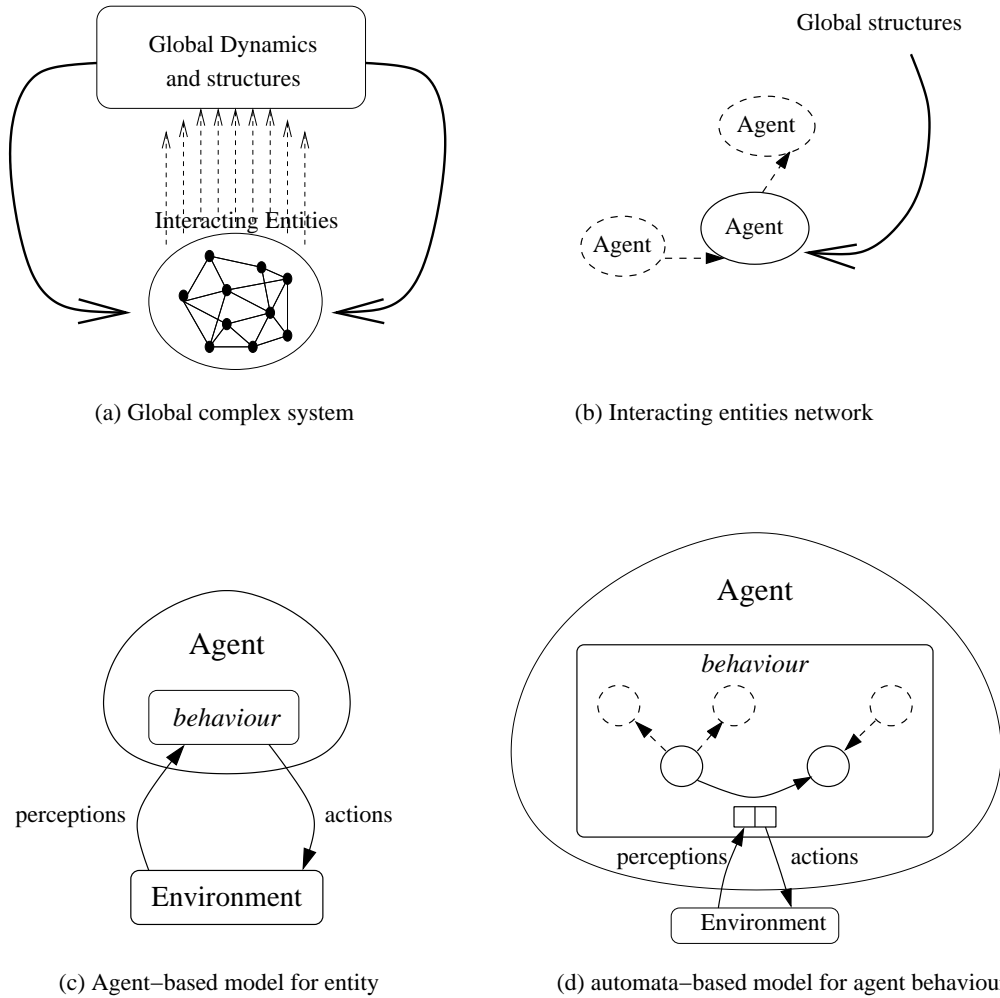 Global Dynamics
and structures
Interacting Entities
(a) Global complex system
Global structures
Agent
Agent
Agent
(b) Interacting entities network
Agent
behaviour
perceptions
actions
Environment
(c) Agent−based model for entity
Agent
behaviour
perceptions
actions
Environment
(d) automata−based model for agent behaviou